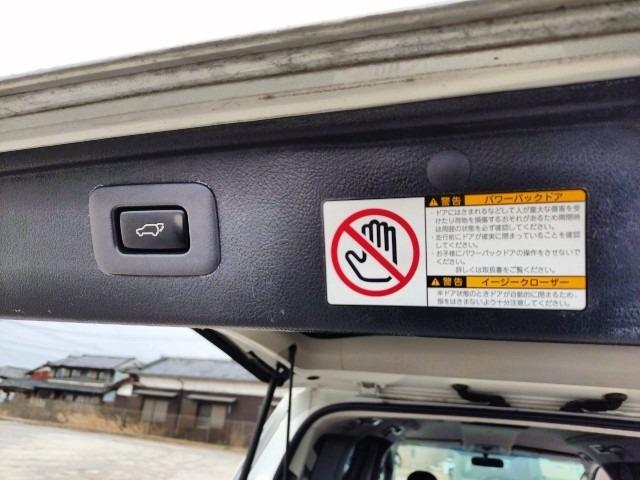 警告 パワーバックドア
・ドアにはさまれるなどして人が重大な傷害を受
けたり荷物を損傷するおそれがあるため開閉時
は周囲の状態を必ず確認してください。
・走行前にドアが確実に閉まっていることを確認
してください。
・お子様にパワーバックドアの操作をさせないで
ください。 詳しくは取扱書をご覧ください。
警告 イージークローザー
半ドア状態のときドアが自動的に閉まるため、
指をはさまないよう十分注意してください。